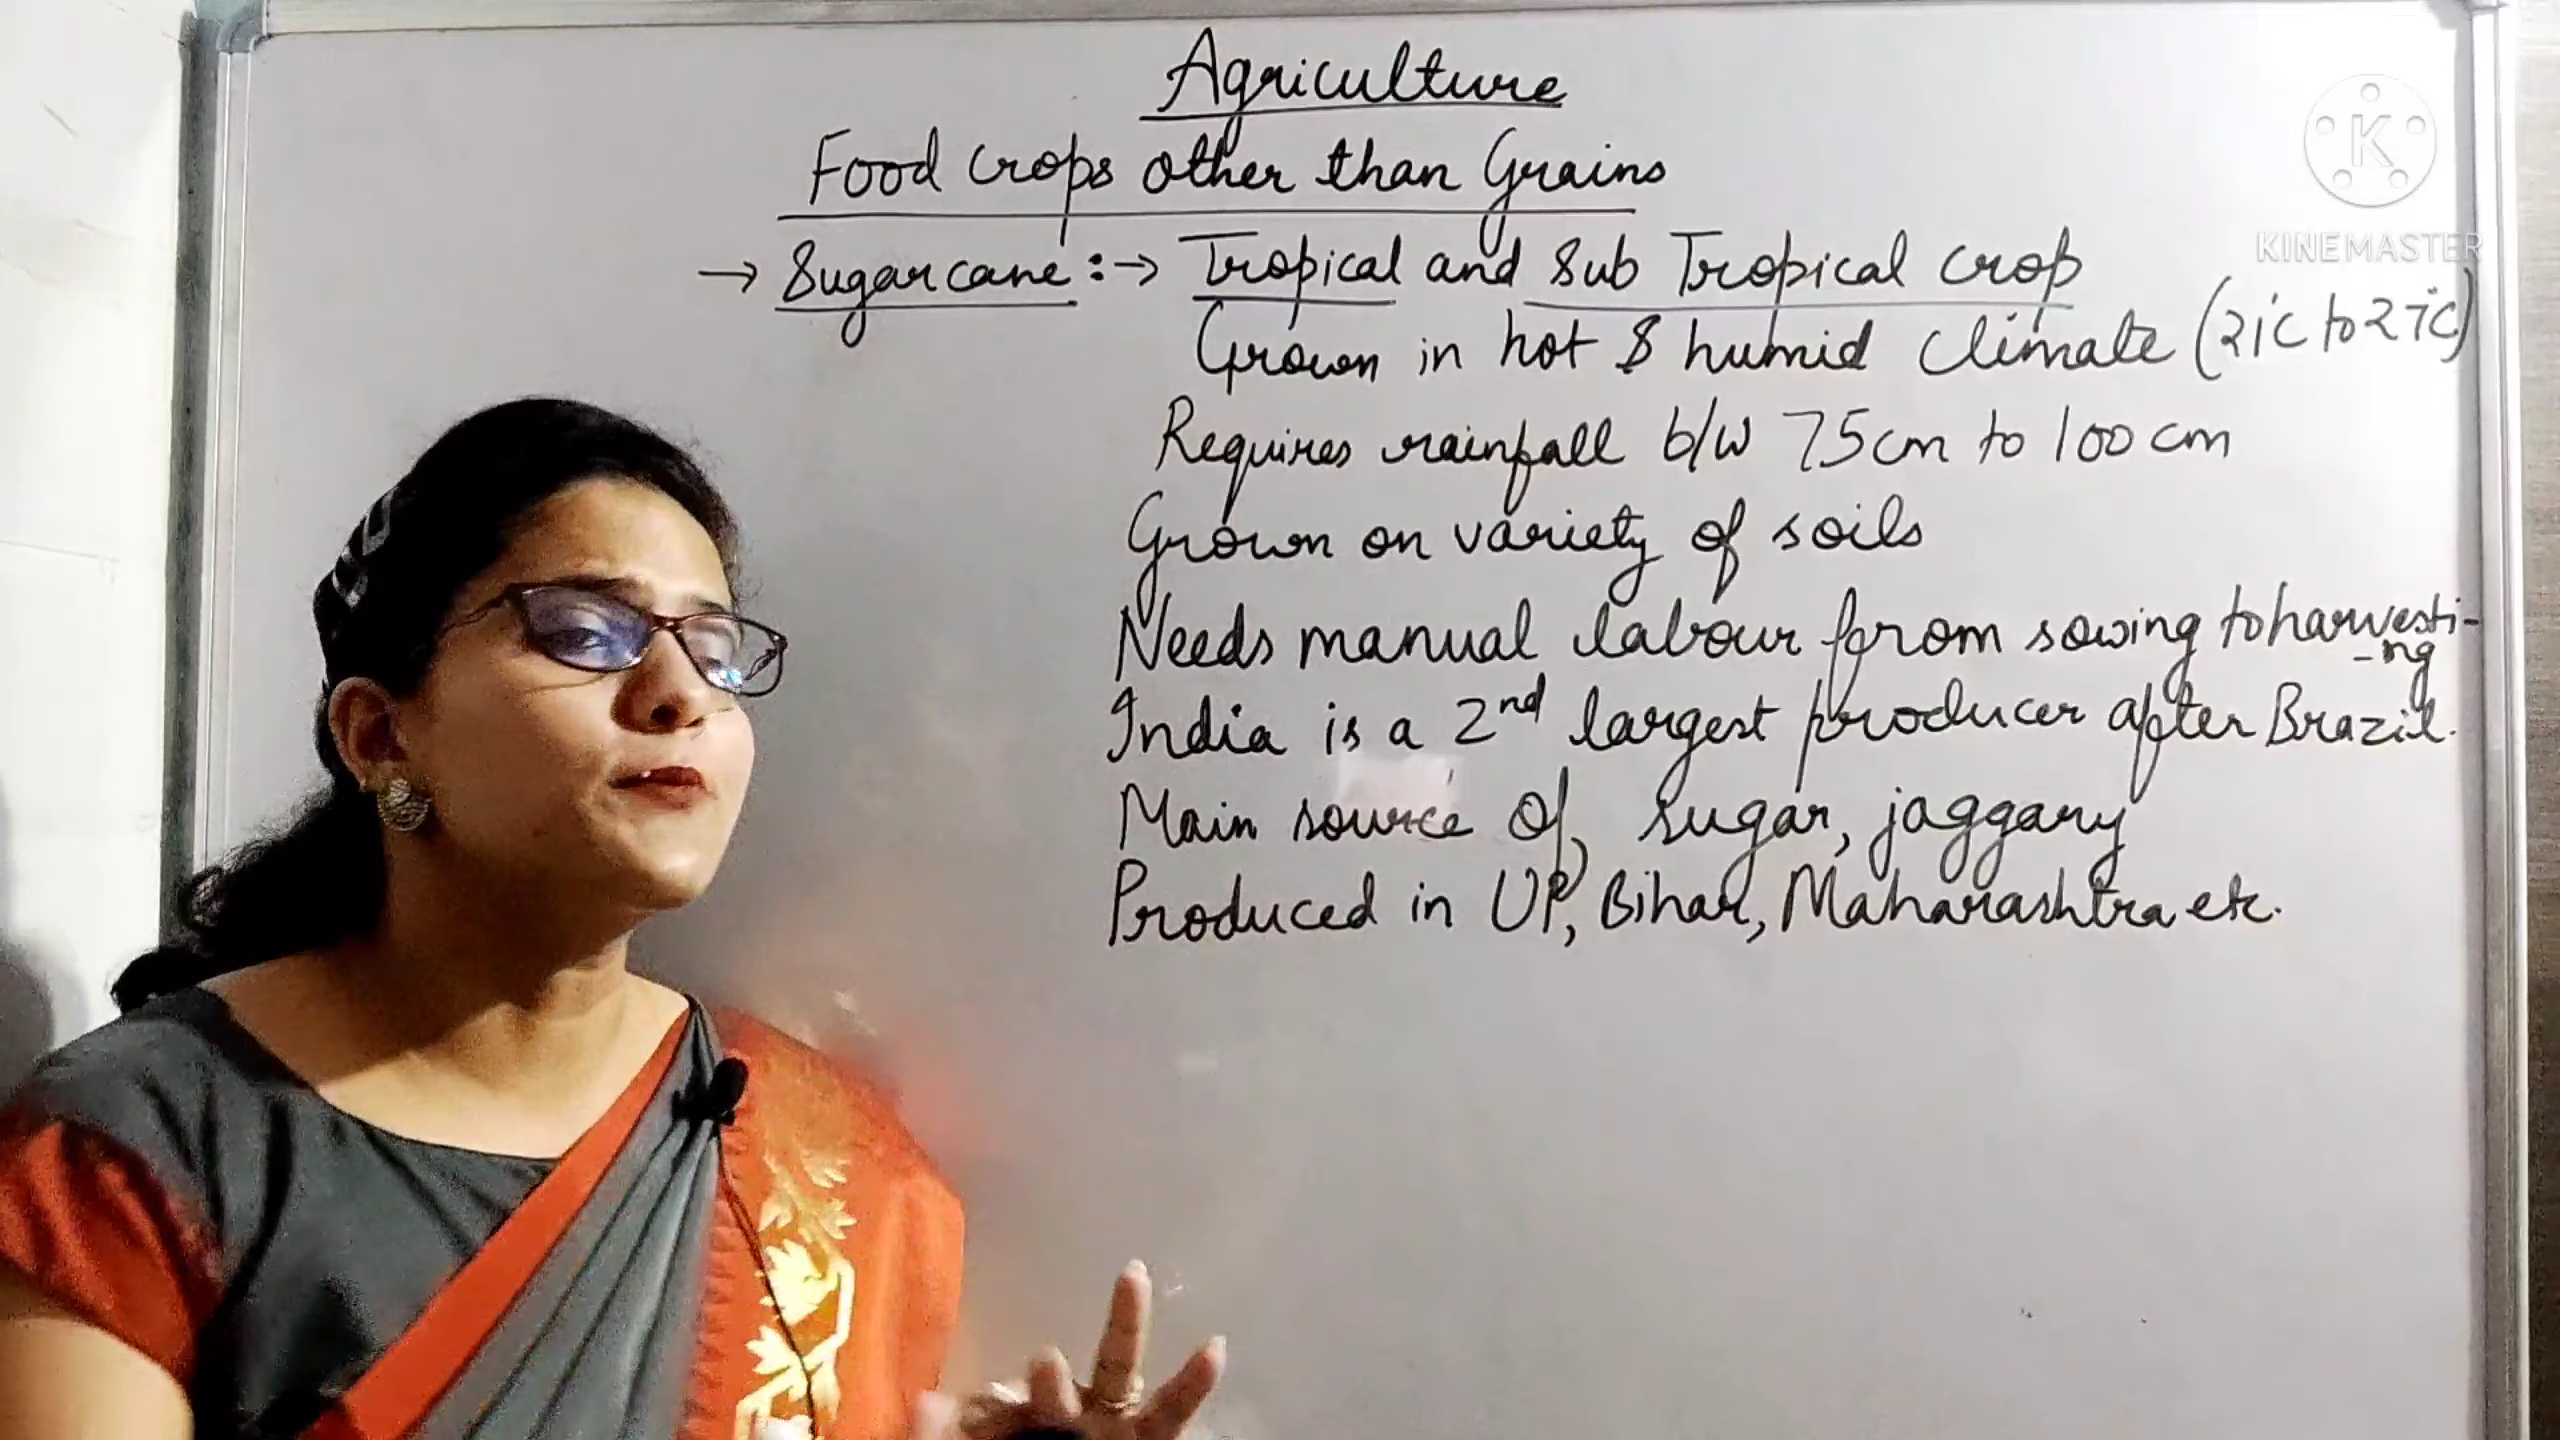 Agriculture
Food crops other than Grains
→ Sugarcane :→ Tropical and Sub Tropical crop
Grown in hot & humid climate (21°C to 27°C)
Requires rainfall b/w 75cm to 100 cm
Grown on variety of soils
Needs manual labour from sowing to harvesti-
-ng
India is a 2nd largest producer after Brazil.
Main source of sugar, jaggary
Produced in UP, Bihar, Maharashtra etc.
K
KINEMASTER